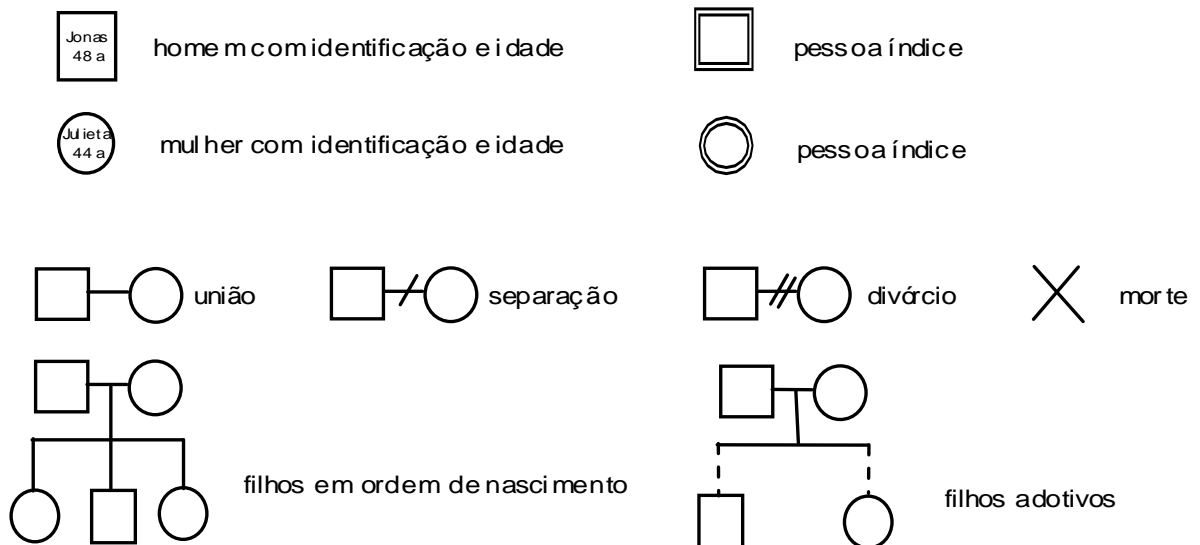 Jonas
48 a
homem com identificação e idade
pessoa índice
Julieta
44 a
mulher com identificação e idade
pessoa índice
união
separação
divórcio
morte
filhos em ordem de nascimento
filhos adotivos